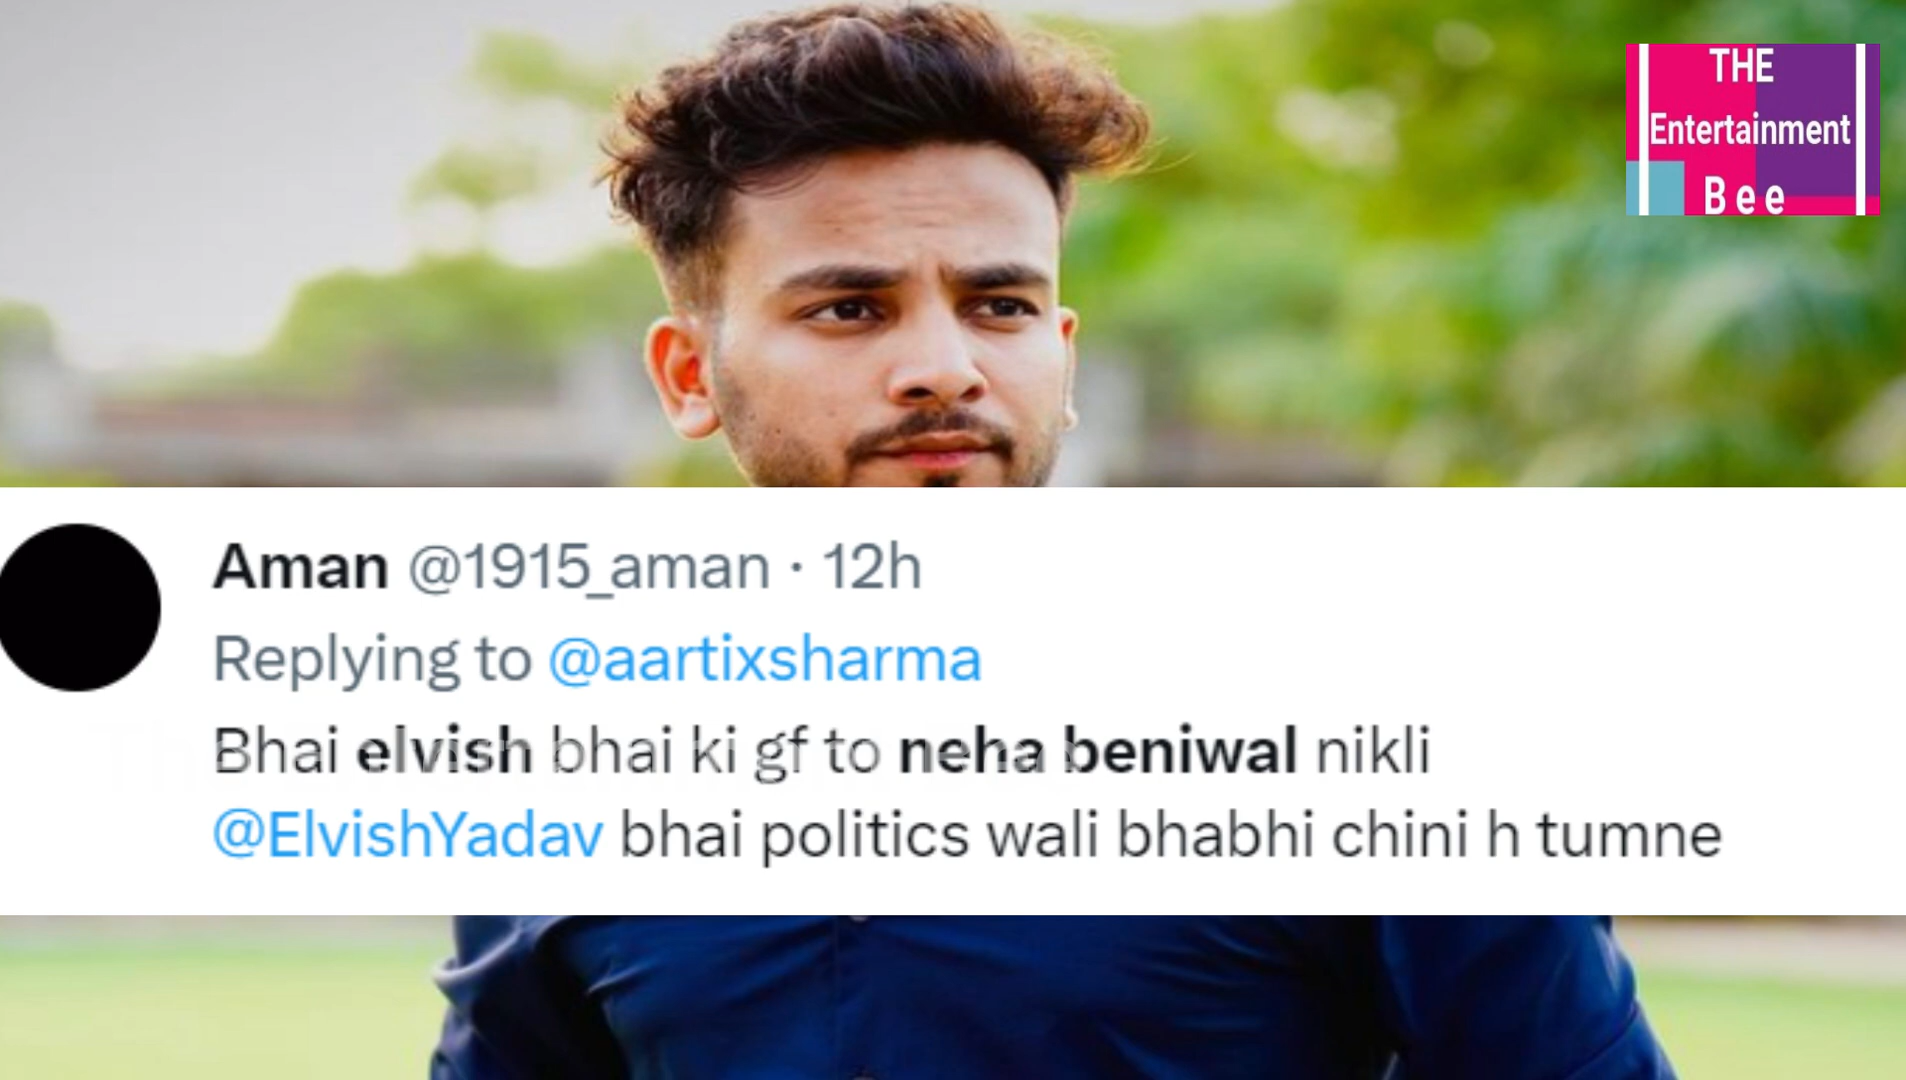 THE
Entertainment
Bee
Aman @1915_aman · 12h
Replying to @aartixsharma
Bhai elvish bhai ki gf to neha beniwal nikli
@ElvishYadav bhai politics wali bhabhi chini h tumne